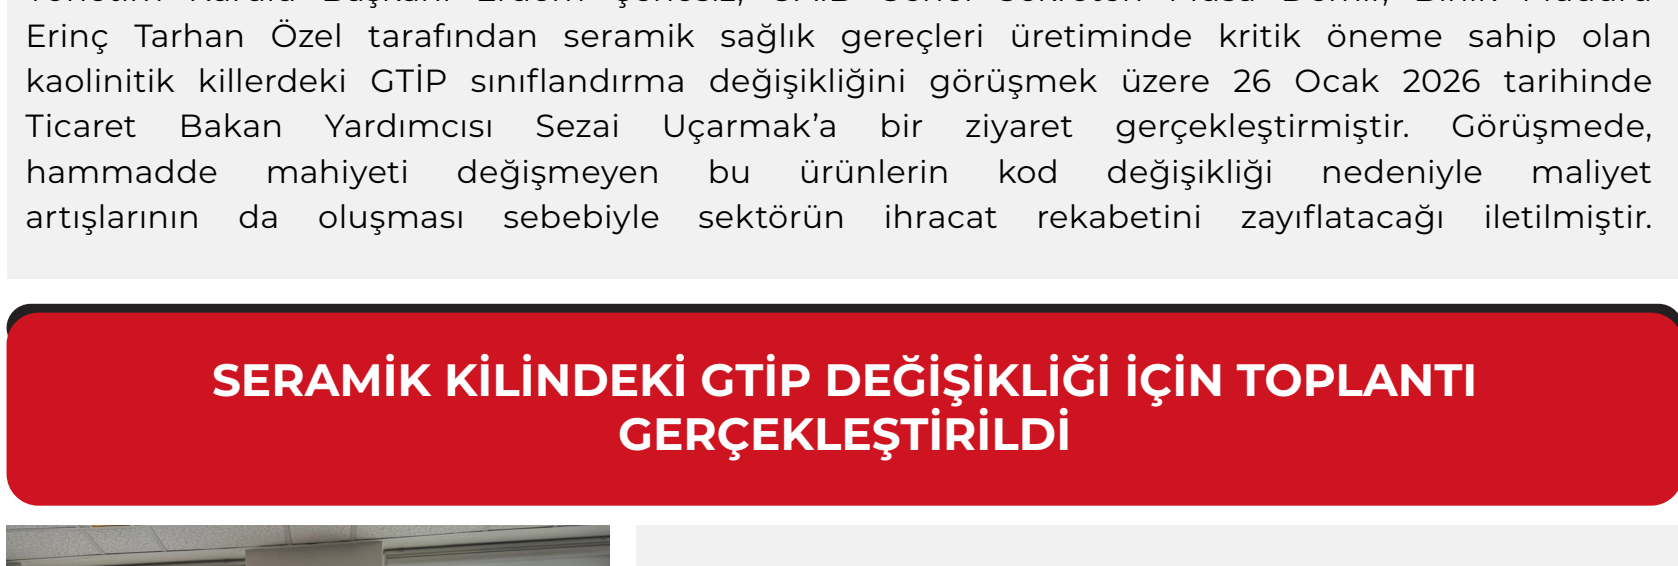 Erinç Tarhan Özel tarafından seramik sağlık gereçleri üretiminde kritik öneme sahip olan
kaolinitik killerdeki GTİP sınıflandırma değişikliğini görüşmek üzere 26 Ocak 2026 tarihinde
Ticaret Bakan Yardımcısı Sezai Uçarmak’a bir ziyaret gerçekleştirmiştir. Görüşmede,
hammadde mahiyeti değişmeyen bu ürünlerin kod değişikliği nedeniyle maliyet
artışlarının da oluşması sebebiyle sektörün ihracat rekabetini zayıflatacağı iletilmiştir.
SERAMİK KİLİNDEKİ GTİP DEĞİŞİKLİĞİ İÇİN TOPLANTI
GERÇEKLEŞTİRİLDİ